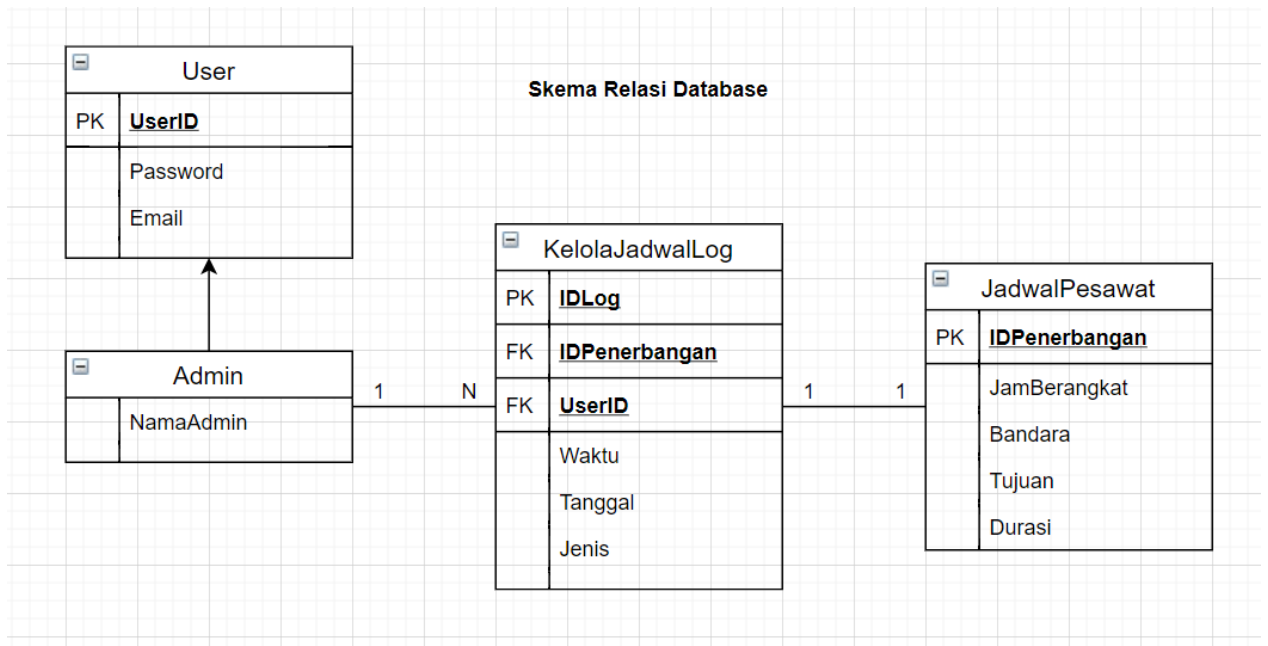 User
PK UserID
Password
Email
Skema Relasi Database
Admin
NamaAdmin
1 N
KelolaJadwalLog
PK IDLog
FK IDPenerbangan
FK UserID
Waktu
Tanggal
Jenis
1 1
JadwalPesawat
PK IDPenerbangan
JamBerangkat
Bandara
Tujuan
Durasi